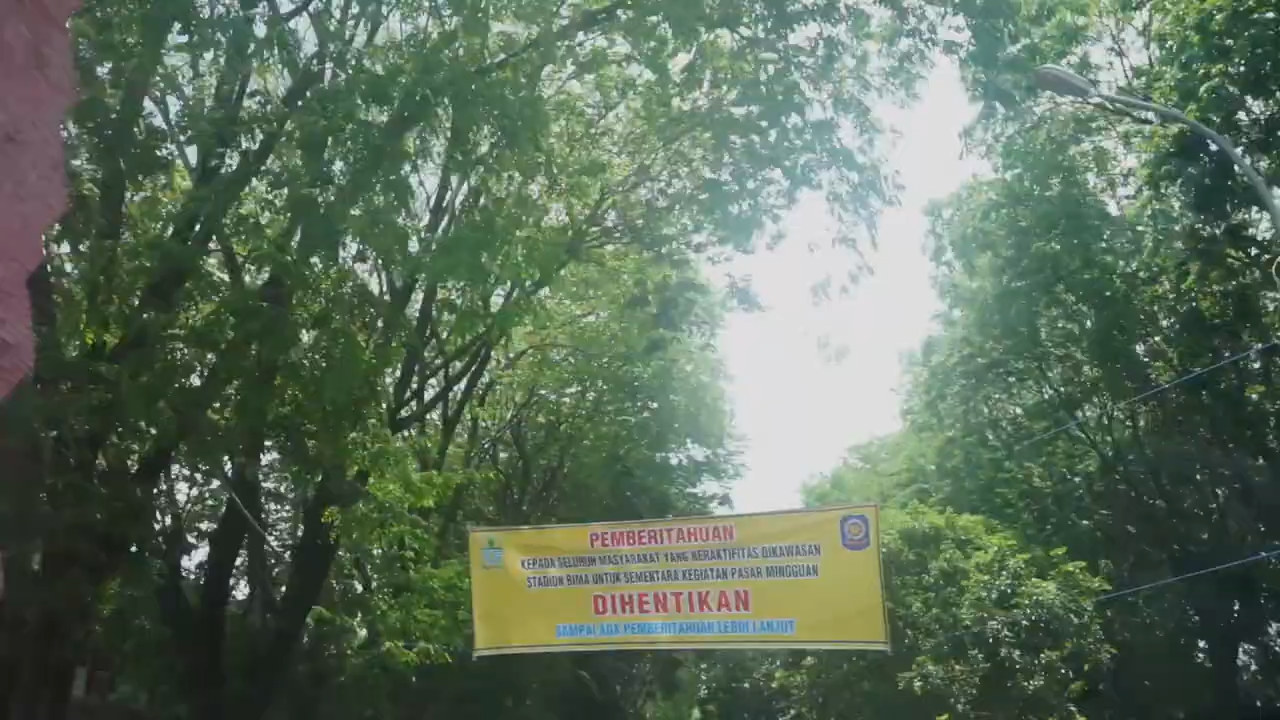 PEMBERITAHUAN
KEPADA SELURUH MASYARAKAT YANG BERAKTIFITAS DIKAWASAN
STADION BIMA UNTUK SEMENTARA KEGIATAN PASAR MINGGUAN
DIHENTIKAN
SAMPAI ADA PEMBERITAHUAN LEBIH LANJUT